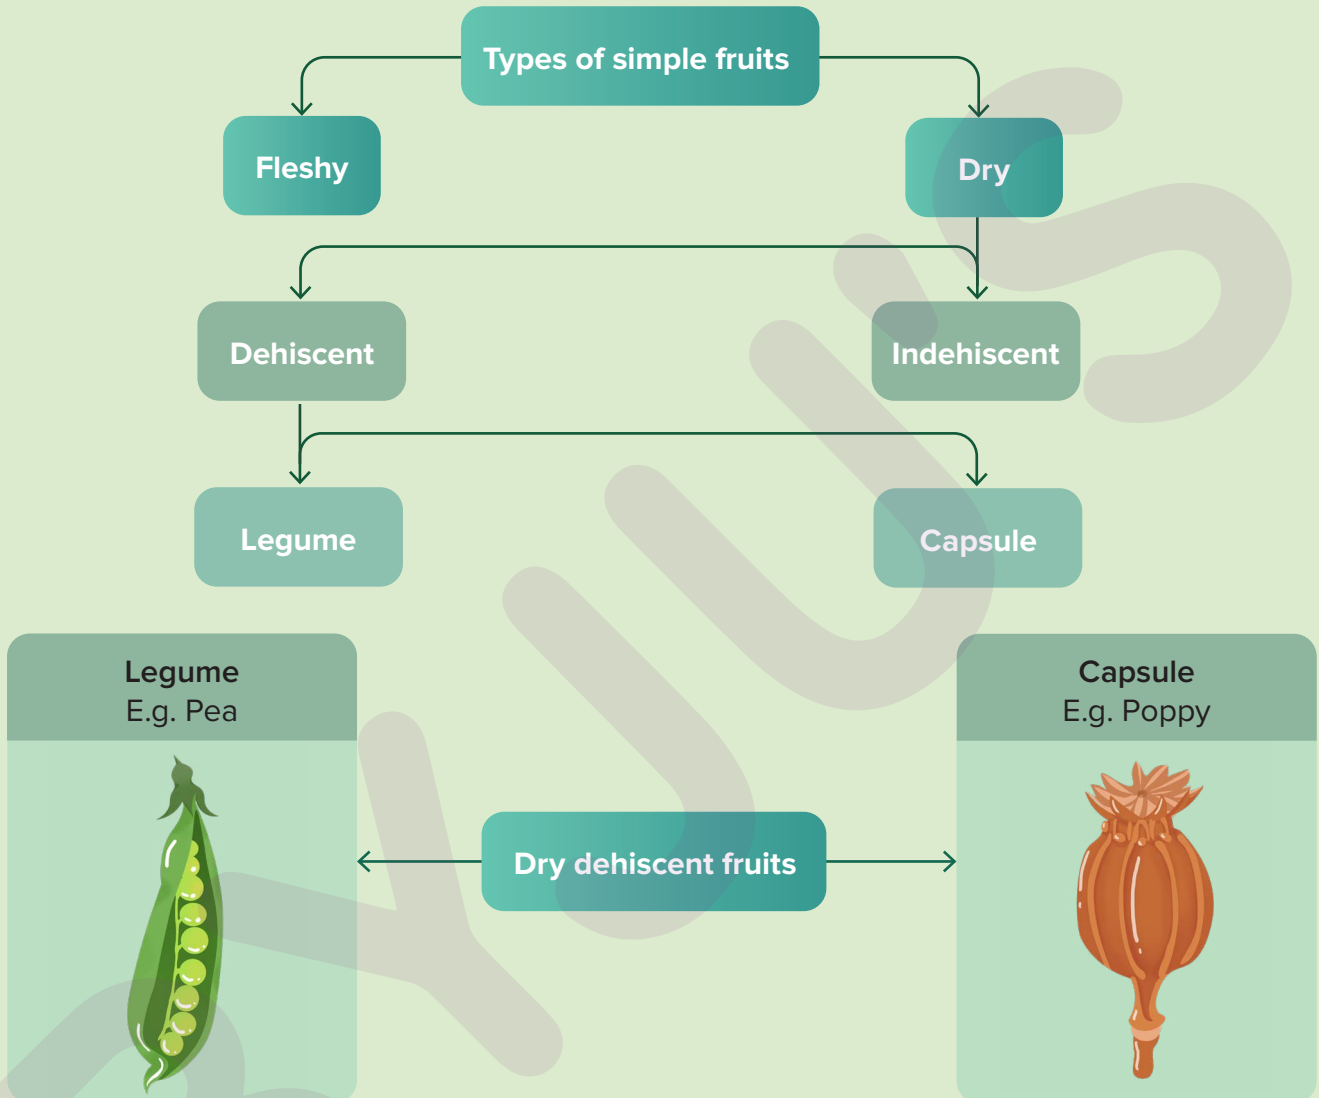 Types of simple fruits
Fleshy
Dry
Dehiscent
Indehiscent
Legume
Capsule
Legume
E.g. Pea
Capsule
E.g. Poppy
Dry dehiscent fruits